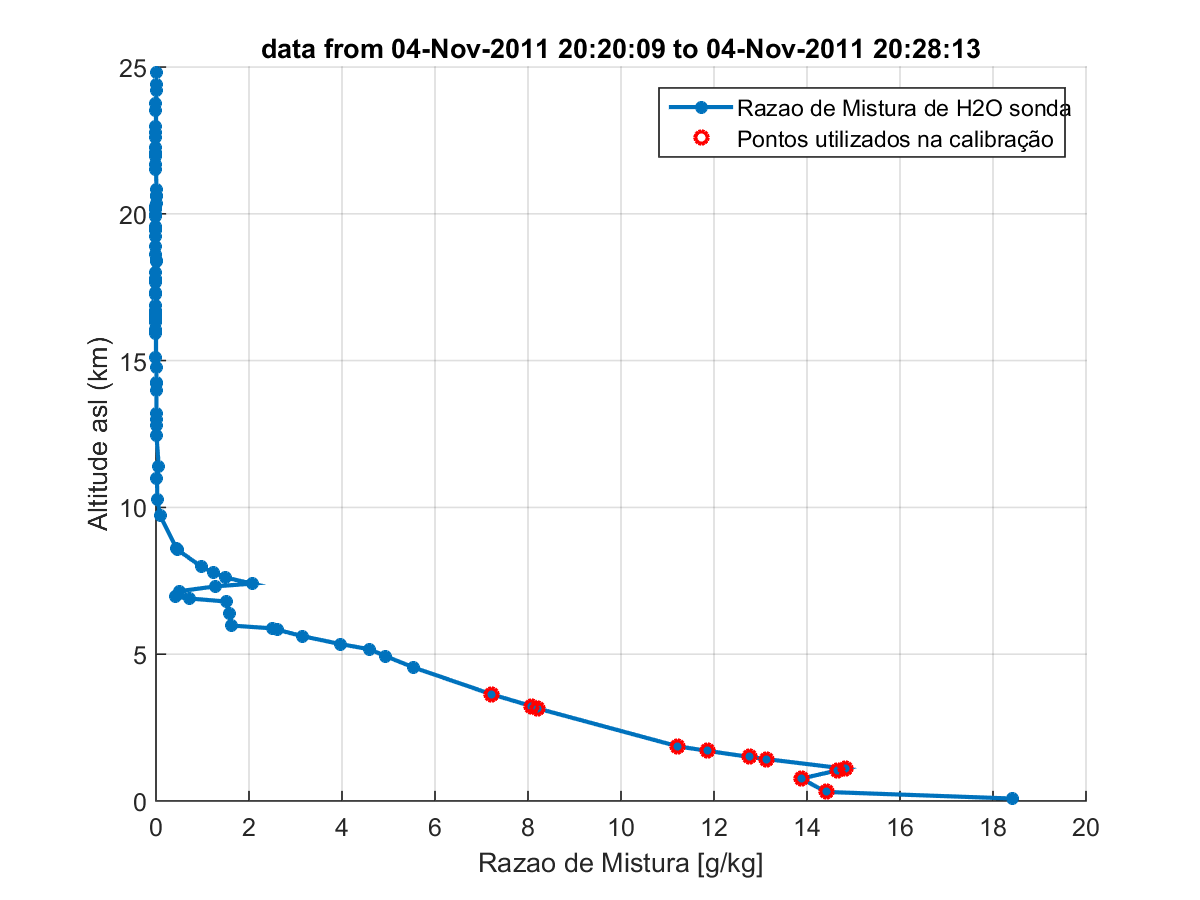 data from 04-Nov-2011 20:20:09 to 04-Nov-2011 20:28:13
Razao de Mistura de H2O sonda
Pontos utilizados na calibração
25
20
15
10
5
0
Altitude asl (km)
0 2 4 6 8 10 12 14 16 18 20
Razao de Mistura [g/kg]